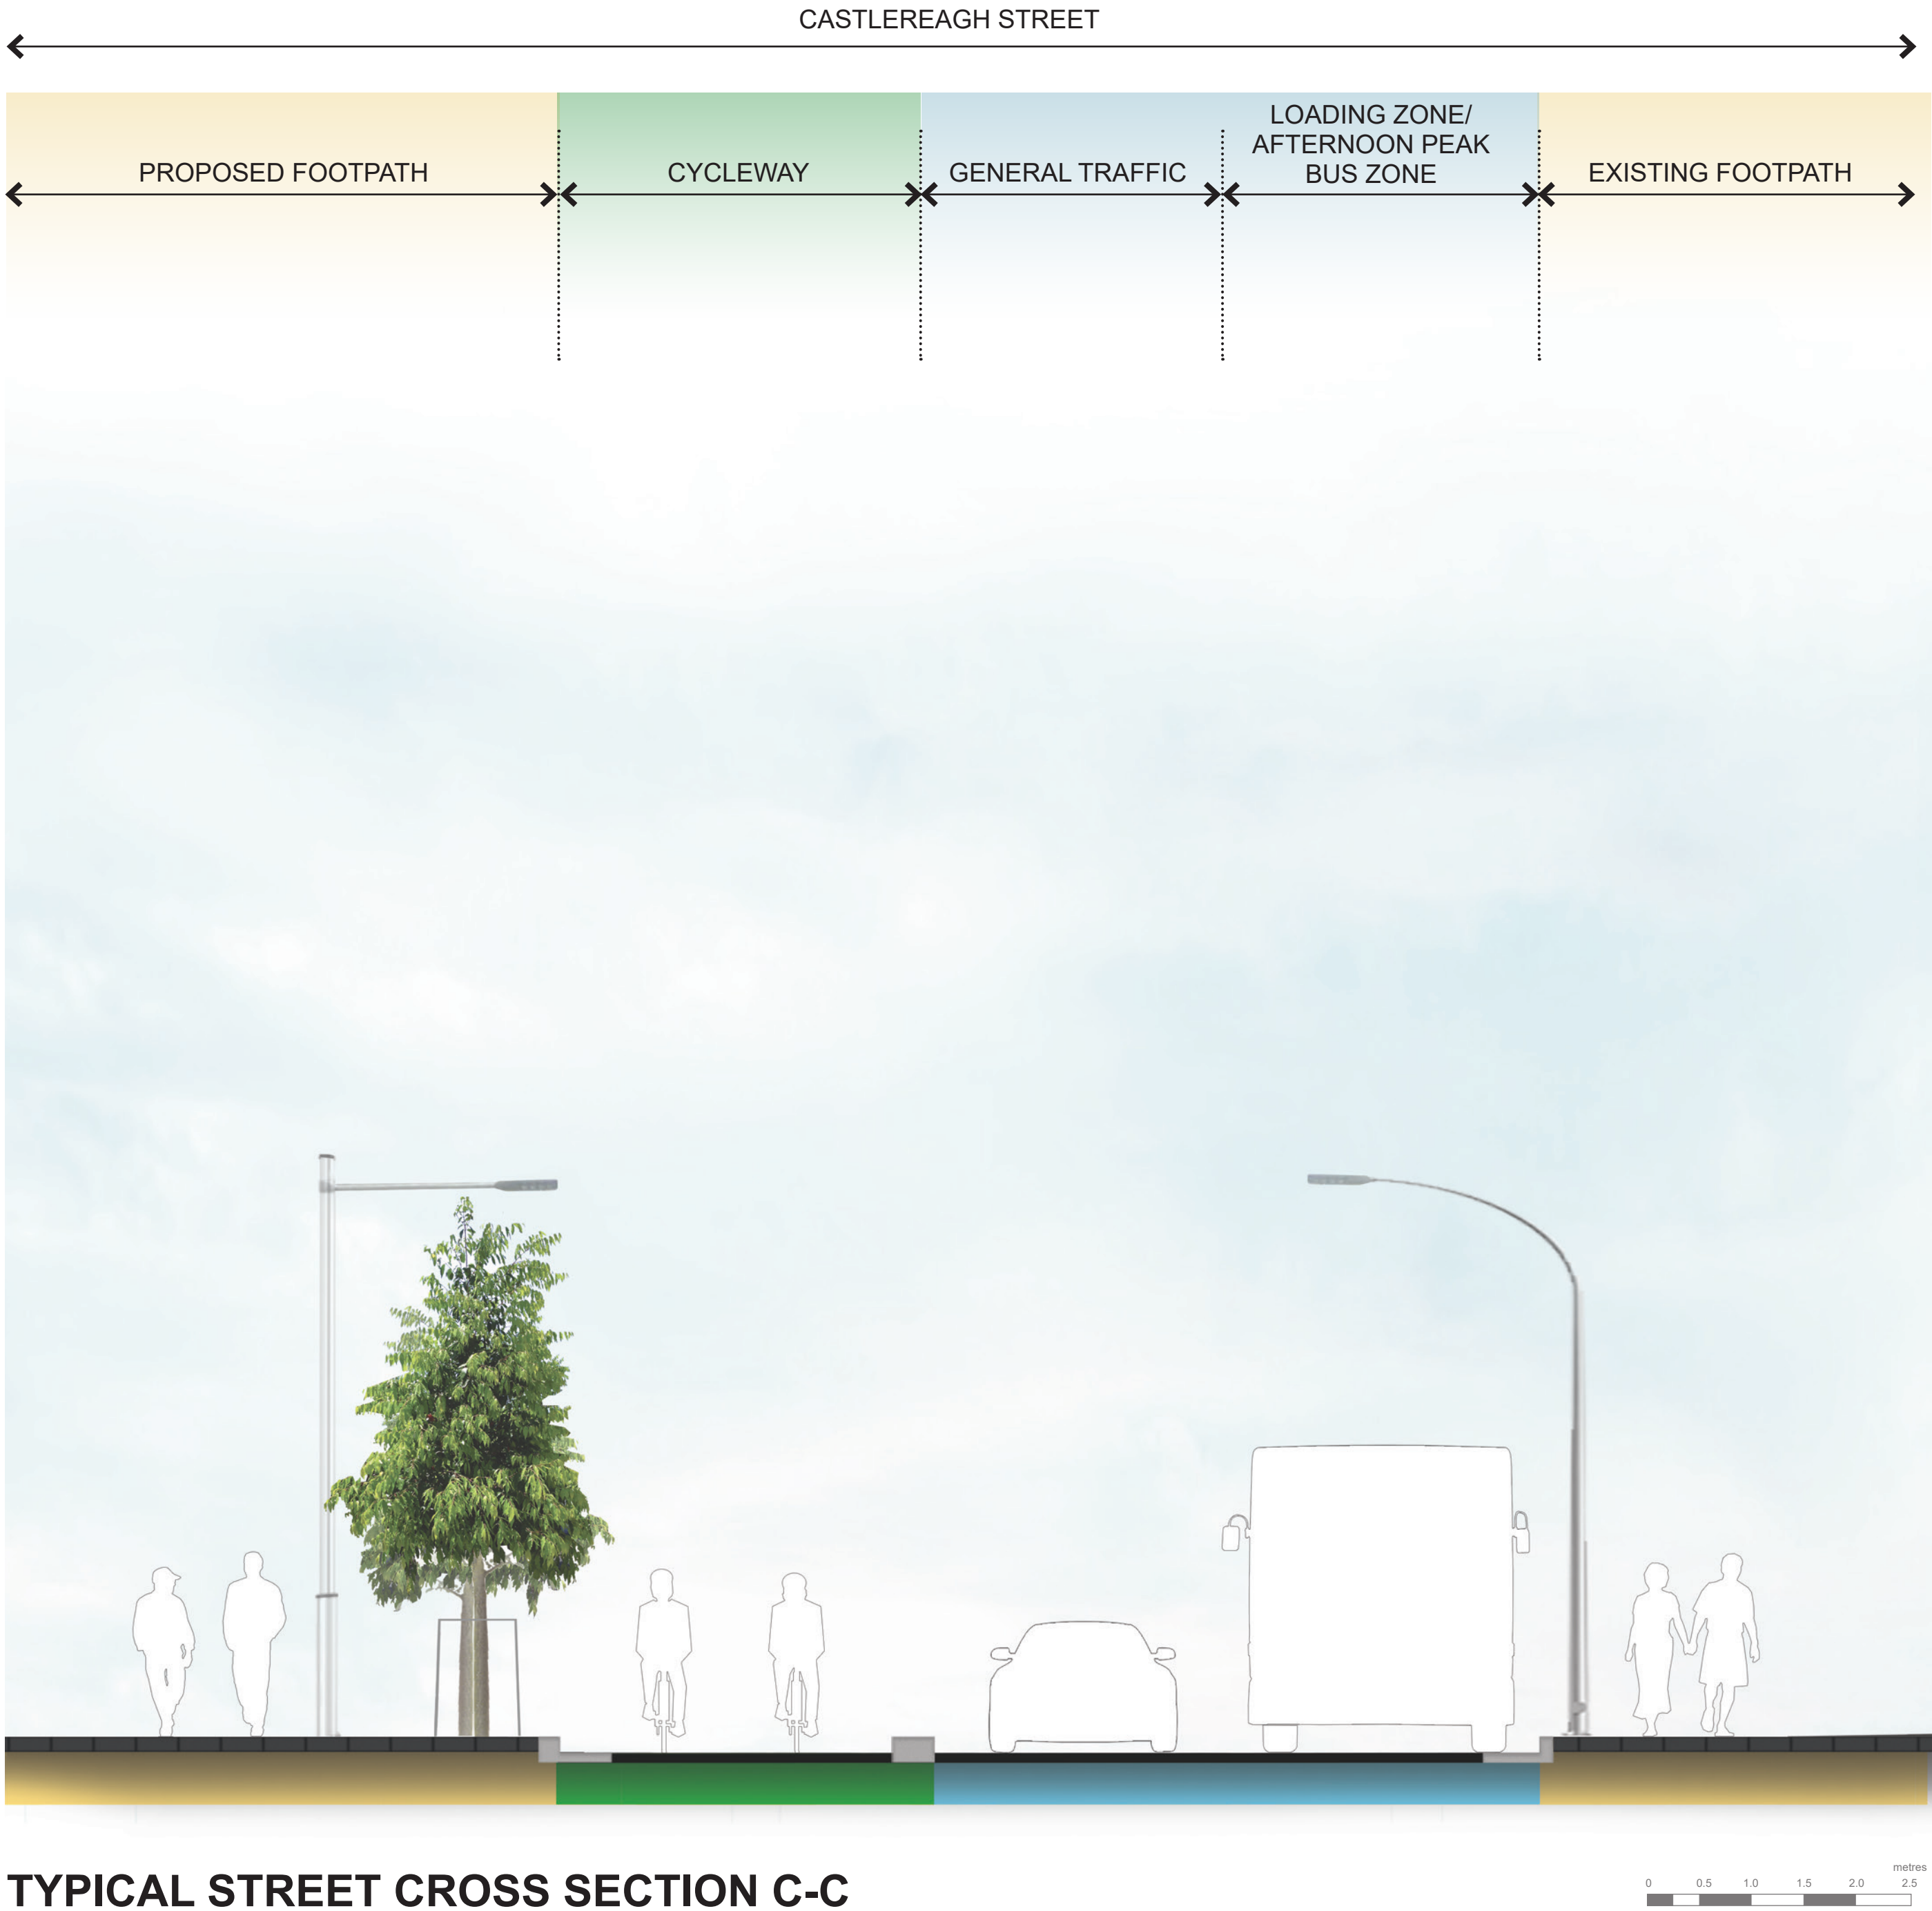 CASTLEREAGH STREET
PROPOSED FOOTPATH
CYCLEWAY
GENERAL TRAFFIC
LOADING ZONE/
AFTERNOON PEAK
BUS ZONE
EXISTING FOOTPATH
TYPICAL STREET CROSS SECTION C-C
metres
0 0.5 1.0 1.5 2.0 2.5